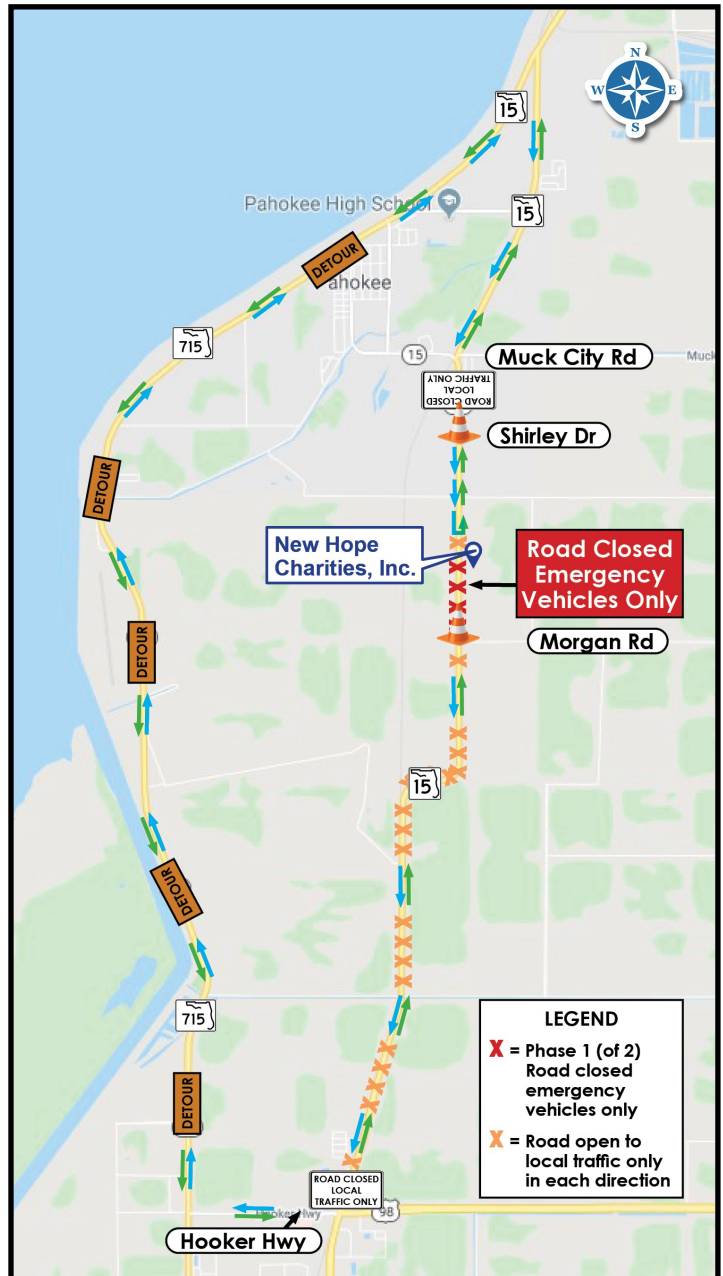 N
W E
S
15
Pahokee High School
15
DETOUR
ahokee
715
15
Muck City Rd
Muck
ROAD CLOSED
LOCAL
TRAFFIC ONLY
Shirley Dr
DETOUR
New Hope
Charities, Inc.
Road Closed
Emergency
Vehicles Only
DETOUR
Morgan Rd
15
DETOUR
715
LEGEND
X = Phase 1 (of 2)
Road closed
emergency
vehicles only
X = Road open to
local traffic only
in each direction
DETOUR
ROAD CLOSED
LOCAL
TRAFFIC ONLY
Hooker Hwy
98
Hooker Hwy